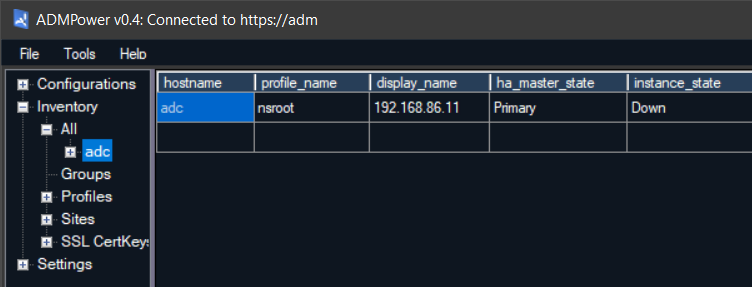 ADMPower v0.4: Connected to https://adm
File Tools Help
Configurations
Inventory
All
adc
Groups
Profiles
Sites
SSL CertKeys
Settings
hostname profile_name display_name ha_master_state instance_state
adc nsroot 192.168.86.11 Primary Down